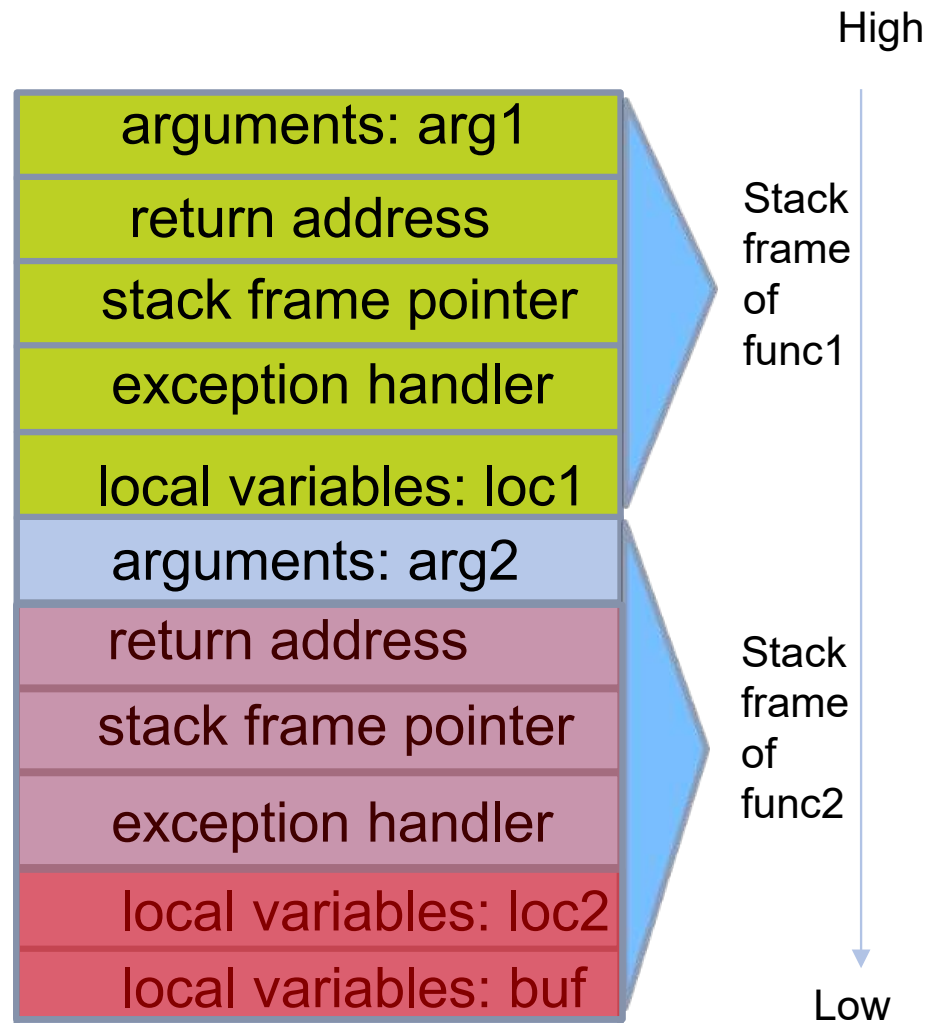 High
arguments: arg1
return address
stack frame pointer
exception handler
local variables: loc1
Stack
frame
of
func1
arguments: arg2
return address
stack frame pointer
exception handler
local variables: loc2
local variables: buf
Stack
frame
of
func2
Low